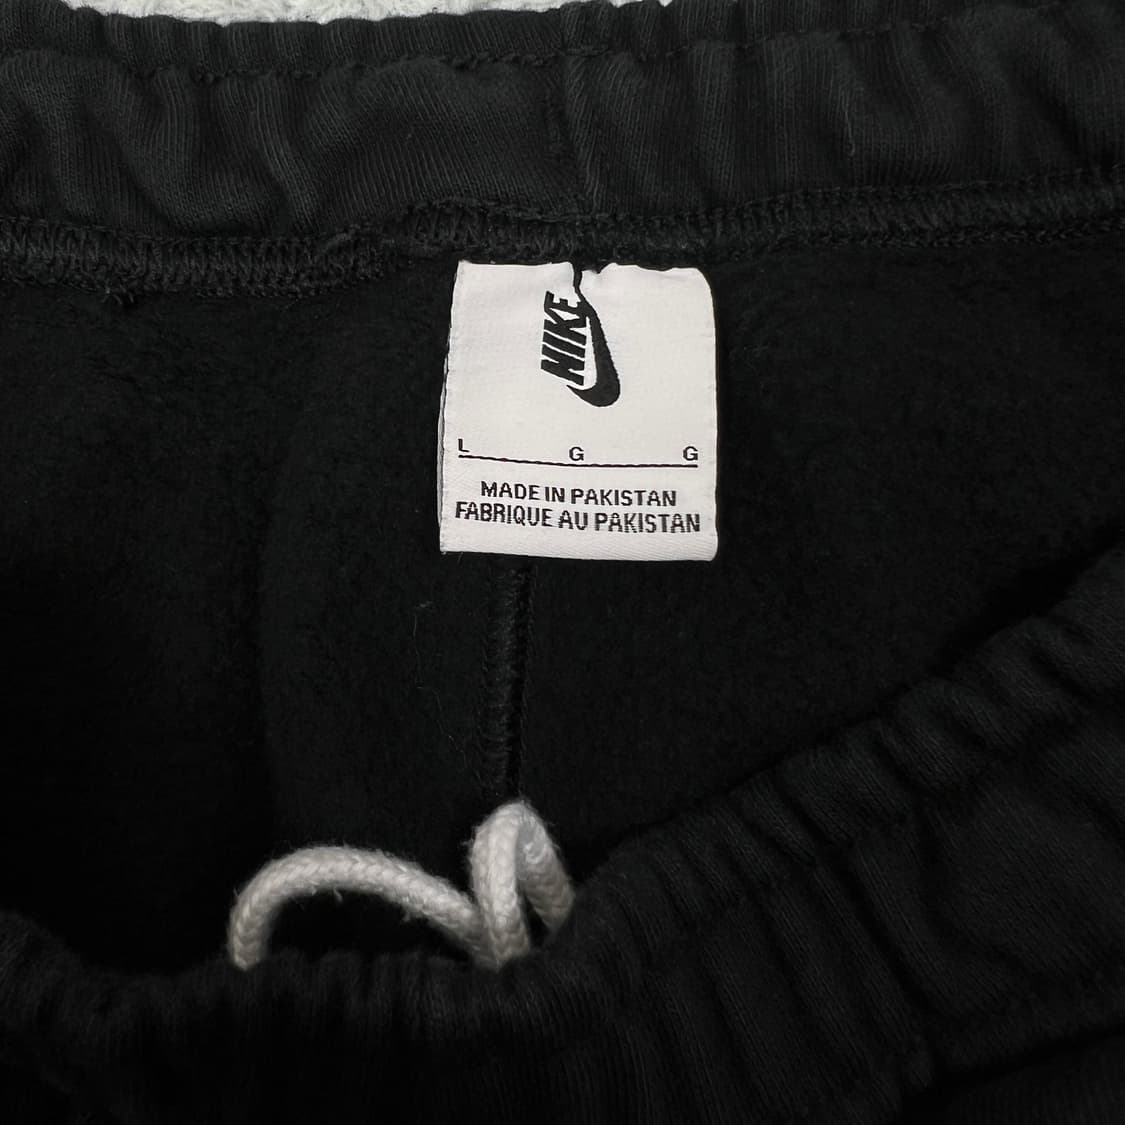 NIKE
L G G
MADE IN PAKISTAN
FABRIQUE AU PAKISTAN